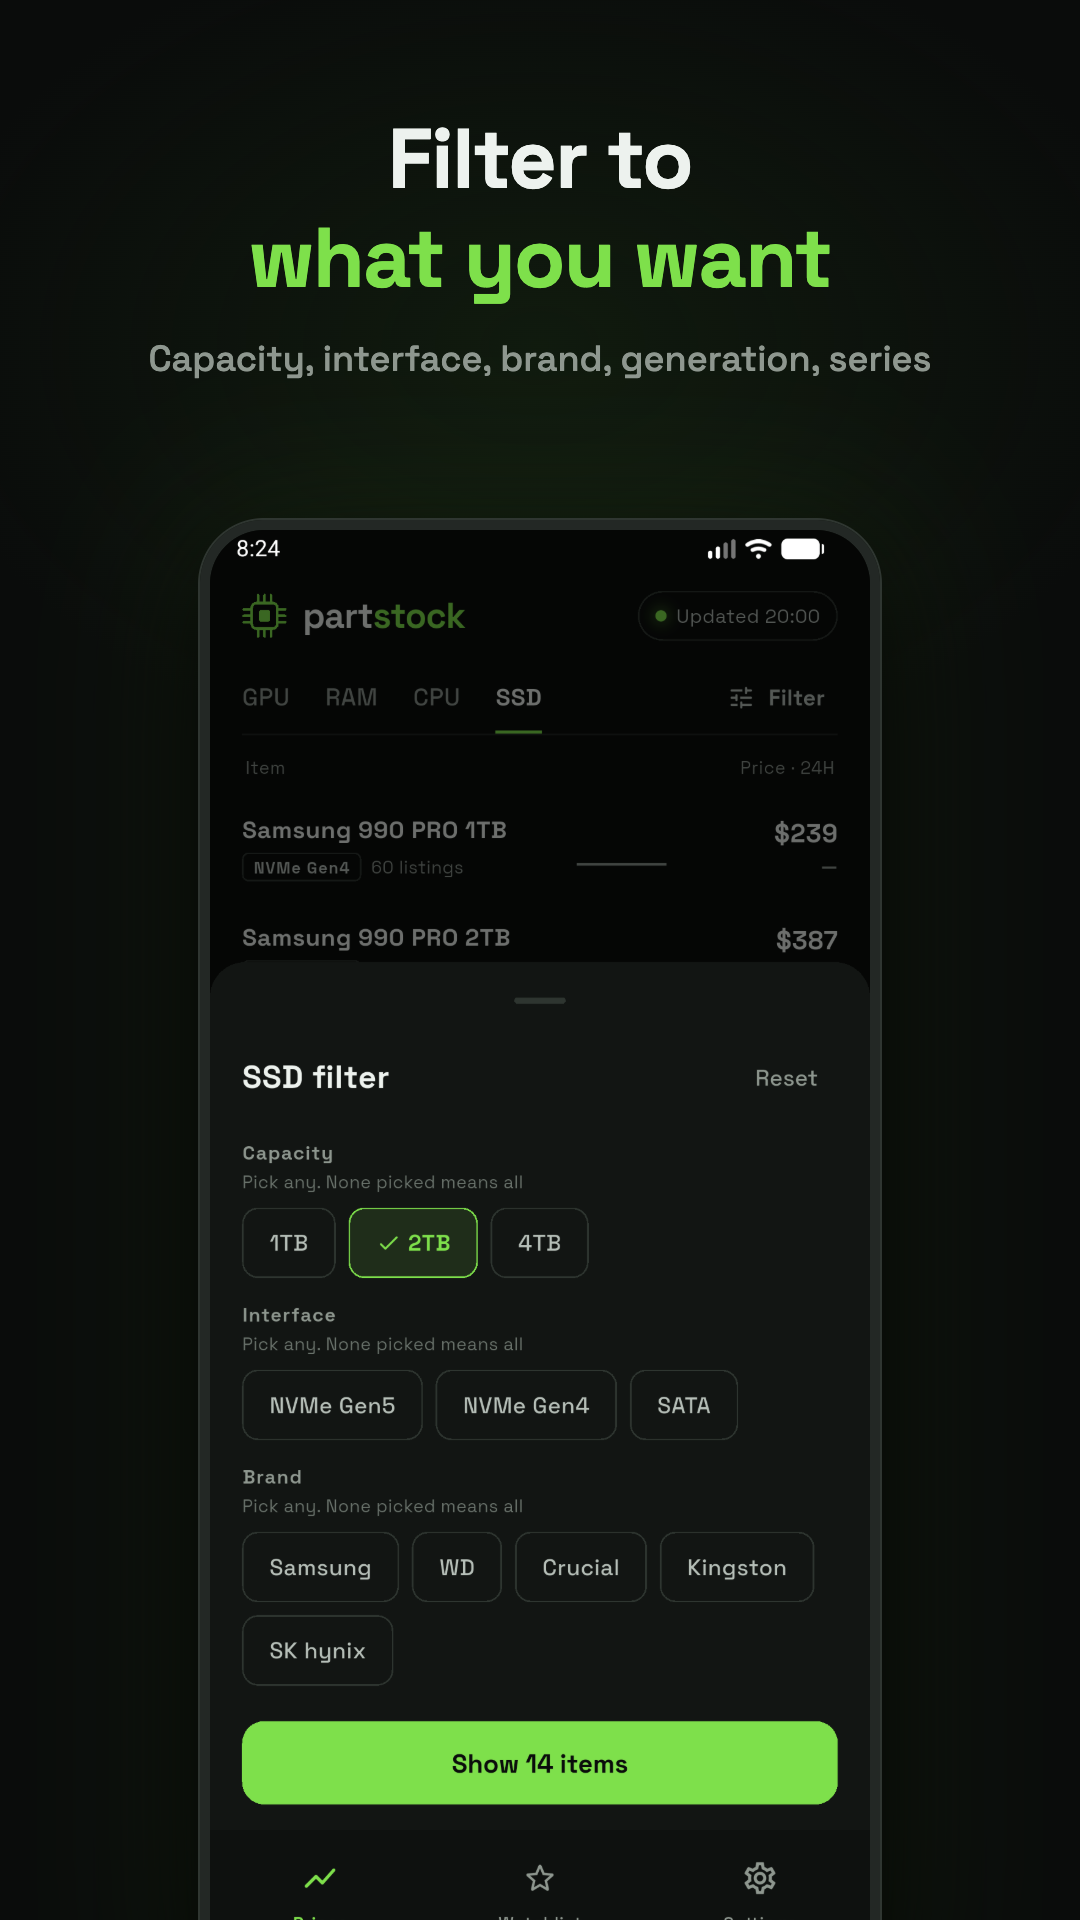 Filter to
what you want
Capacity, interface, brand, generation, series
8:24
partstock
Updated 20:00
GPU RAM CPU SSD Filter
Item Price · 24H
Samsung 990 PRO 1TB $239
NVMe Gen4 60 listings —
Samsung 990 PRO 2TB $387
SSD filter Reset
Capacity
Pick any. None picked means all
1TB 2TB 4TB
Interface
Pick any. None picked means all
NVMe Gen5 NVMe Gen4 SATA
Brand
Pick any. None picked means all
Samsung WD Crucial Kingston
SK hynix
Show 14 items